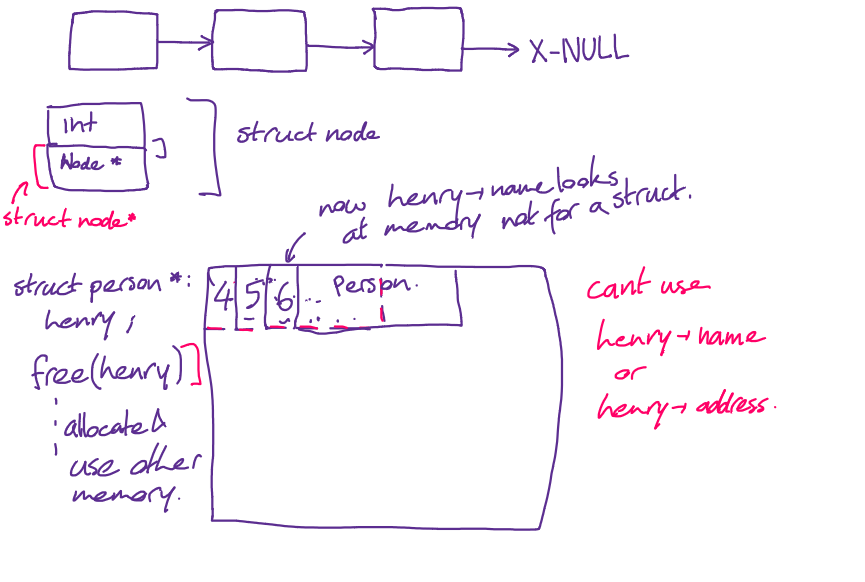 X-NULL
int
Node *
struct node
struct node*
now henry→name looks
at memory not for a struct.
struct person *:
henry ;
4 5 6 ... Person.
free(henry)
allocated &
use other
memory.
cant use
henry→name
or
henry→address.